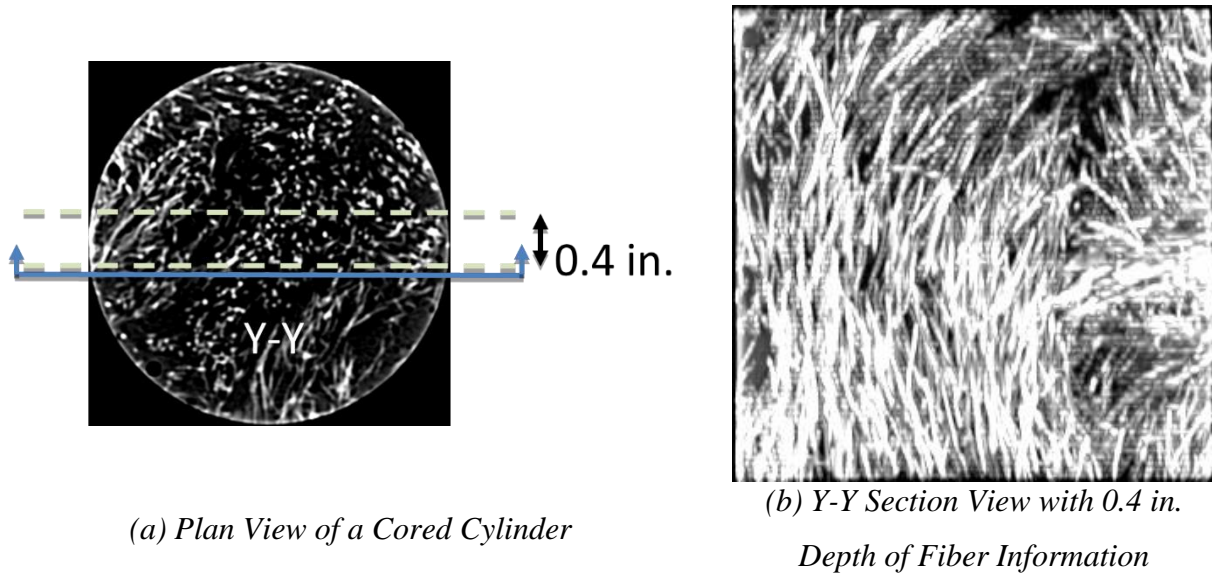 0.4 in.
Y-Y
(a) Plan View of a Cored Cylinder
(b) Y-Y Section View with 0.4 in.
Depth of Fiber Information